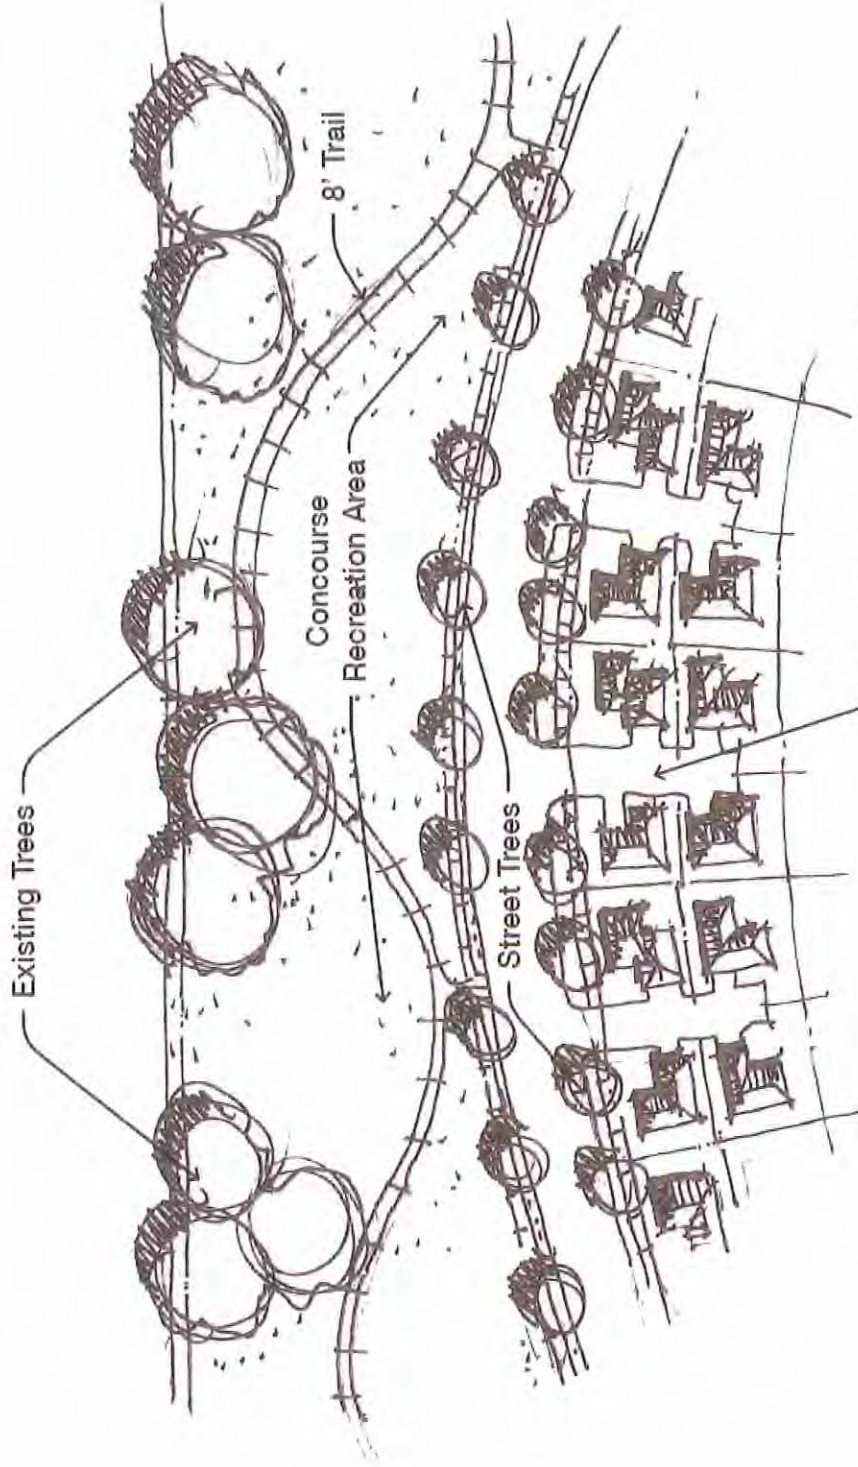 Existing Trees
8' Trail
Concourse
Recreation Area
Street Trees